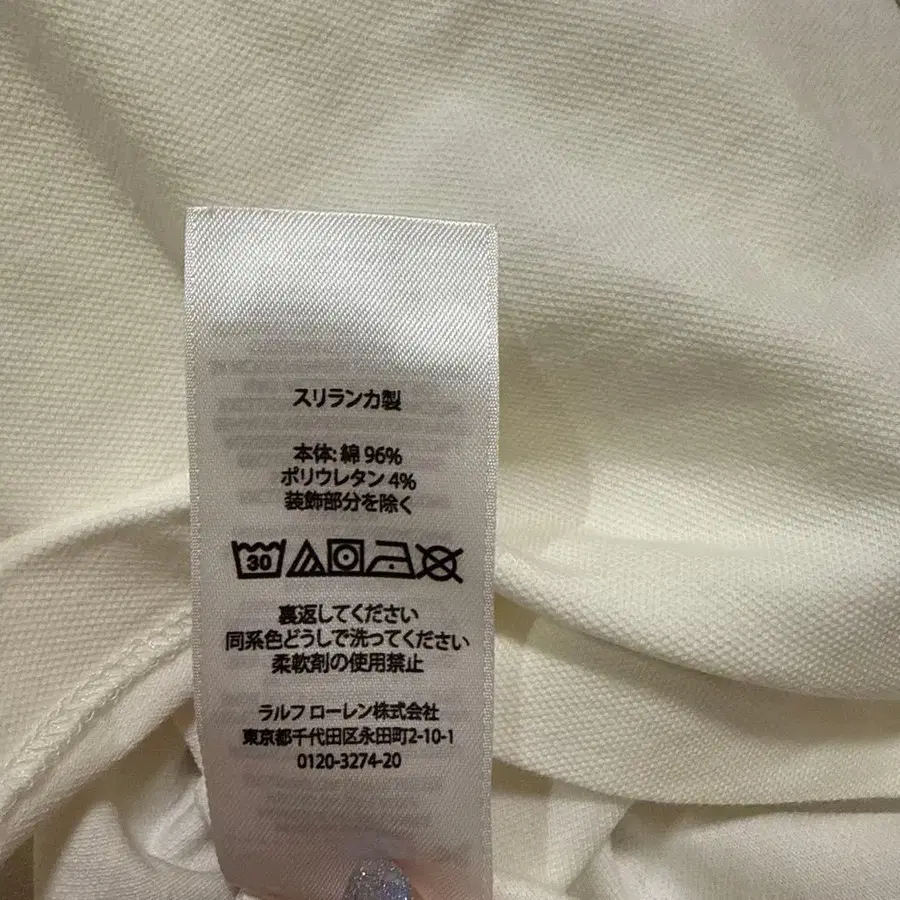 スリランカ製
本体: 綿 96%
ポリウレタン 4%
装飾部分を除く
30
裏返してください
同系色どうしで洗ってください
柔軟剤の使用禁止
ラルフ ローレン株式会社
東京都千代田区永田町2-10-1
0120-3274-20